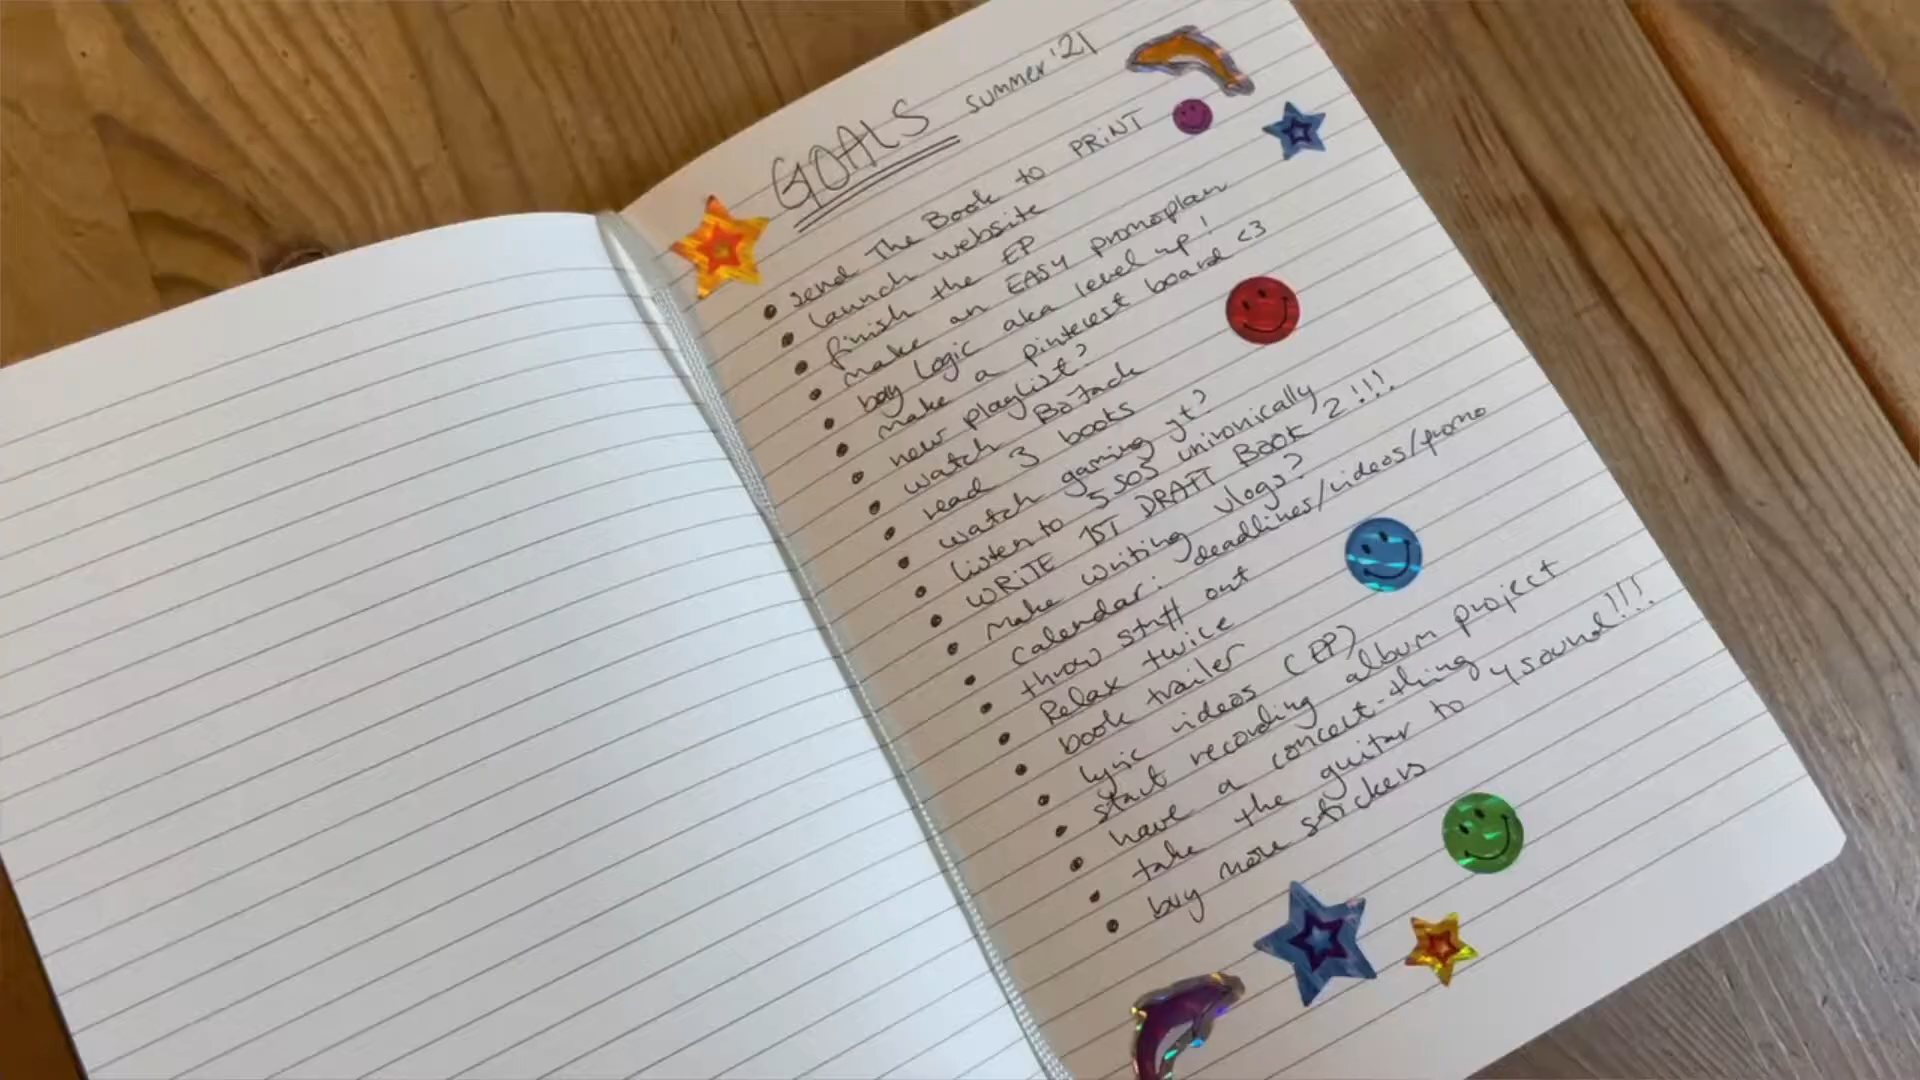 GOALS summer '21
• send The Book to PRiNT
• launch website
• finish the EP
• make an EASY promoplan
• buy Logic aka level up!
• make a pinterest board <3
• new playlist?
• watch BoJack
• read 3 books
• watch gaming yt?
• listen to 5SOS unironically
• WRiTE 1ST DRAFT BOOK 2!!!
• make writing vlogs?
• calendar: deadlines/videos/promo
• throw stuff out
• Relax twice
• book trailer
• lyric videos (EP)
• start recording album project
• have a concert-thing
• take the guitar to 4sound!!!
• buy more stickers